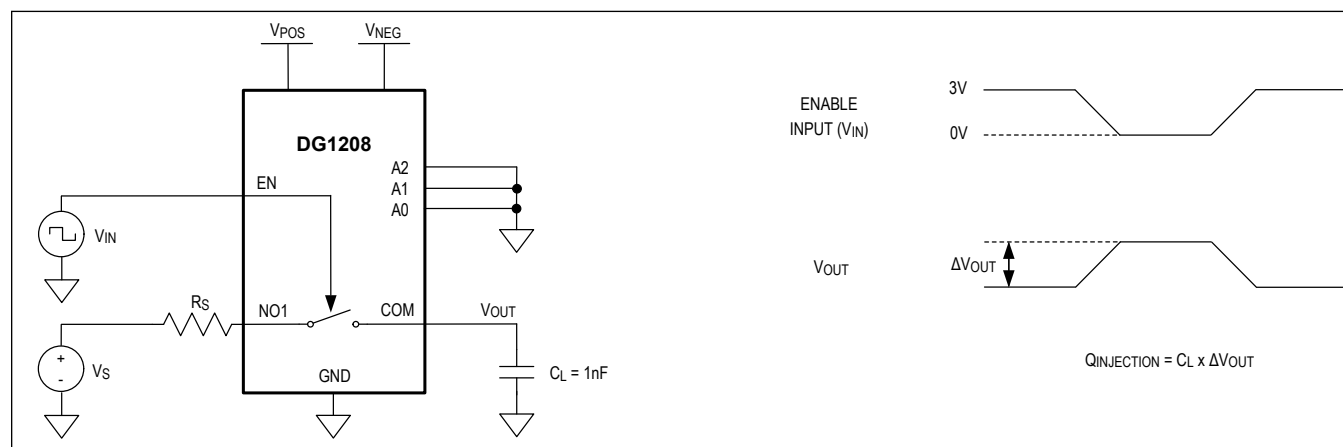 VPOS
VNEG
DG1208
EN
A2
A1
A0
VIN
RS
NO1
COM
VOUT
VS
+
-
GND
CL = 1nF
ENABLE
INPUT (VIN)
3V
0V
VOUT
ΔVOUT
QINJECTION = CL x ΔVOUT